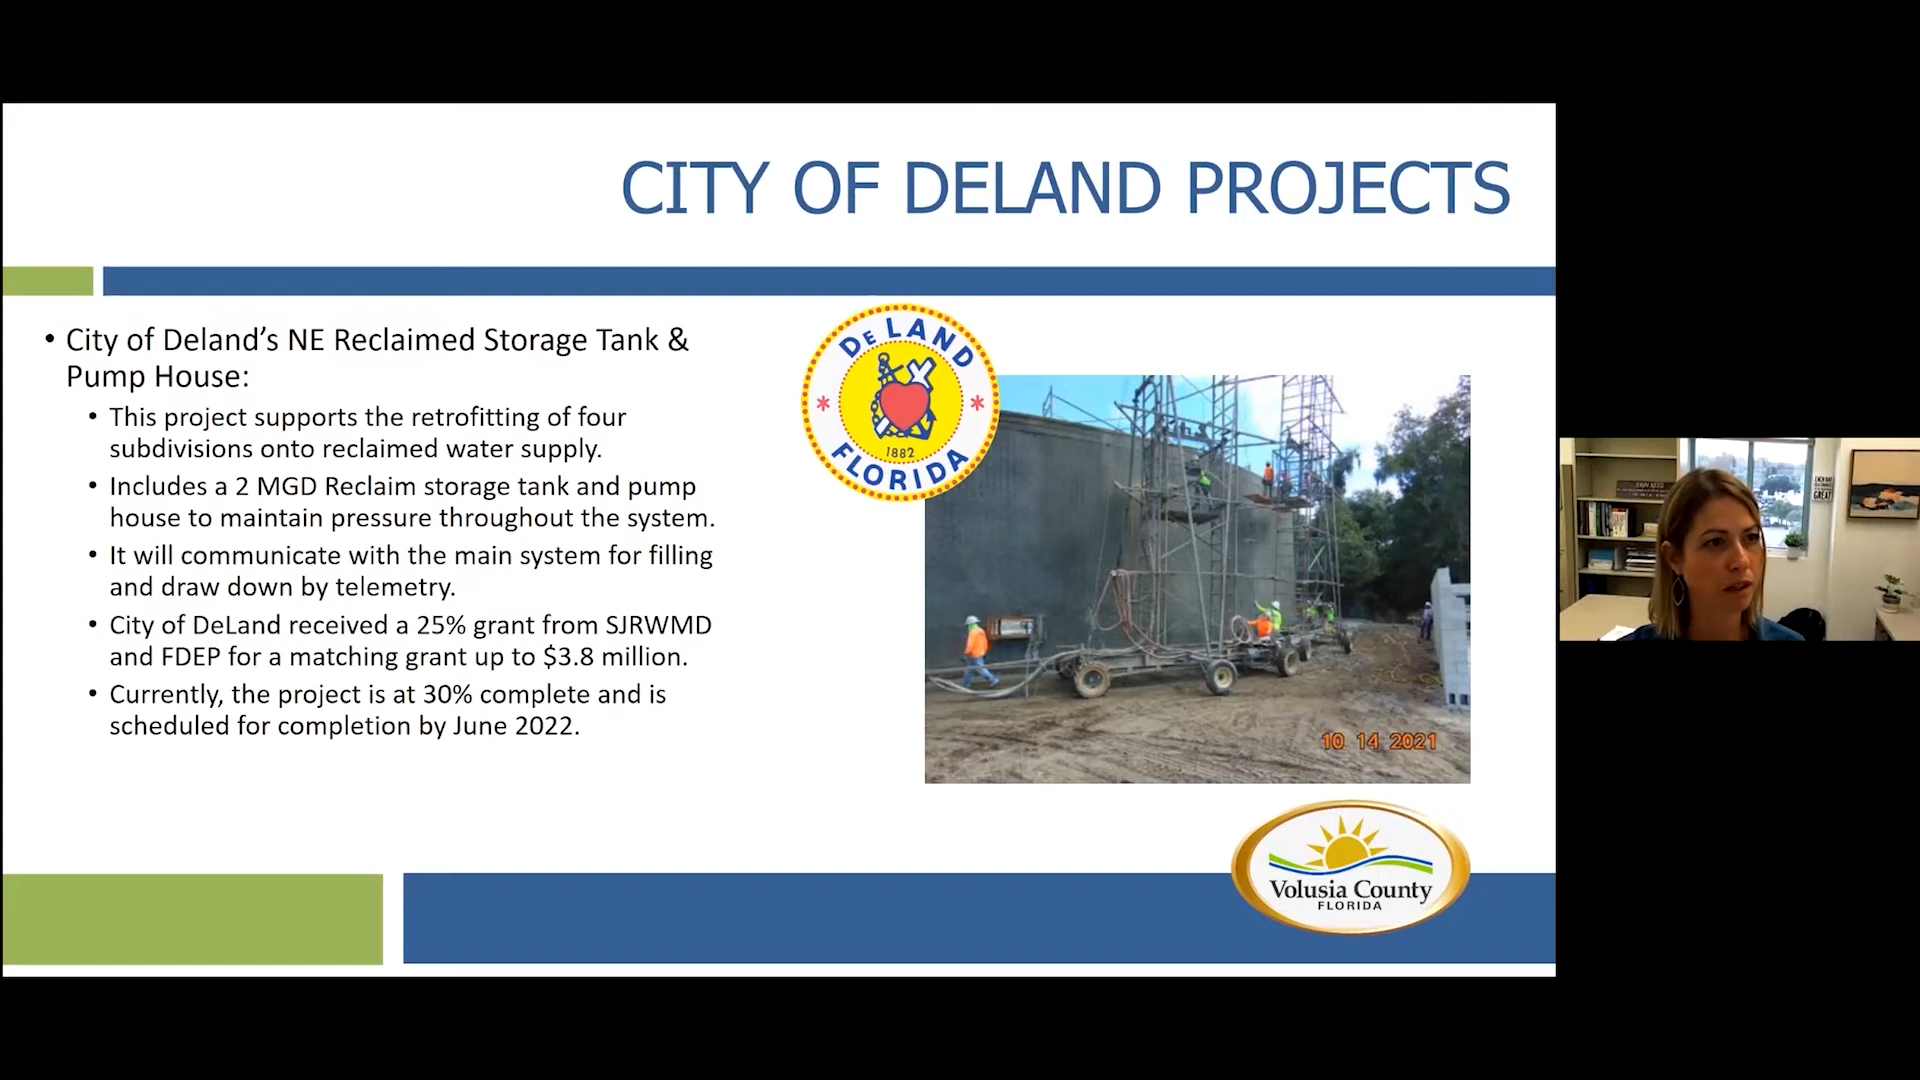 CITY OF DELAND PROJECTS
• City of Deland's NE Reclaimed Storage Tank &
Pump House:
• This project supports the retrofitting of four
subdivisions onto reclaimed water supply.
• Includes a 2 MGD Reclaim storage tank and pump
house to maintain pressure throughout the system.
• It will communicate with the main system for filling
and draw down by telemetry.
• City of DeLand received a 25% grant from SJRWMD
and FDEP for a matching grant up to $3.8 million.
• Currently, the project is at 30% complete and is
scheduled for completion by June 2022.
DELAND
1882
FLORIDA
10 14 2021
Volusia County
FLORIDA
GREAT